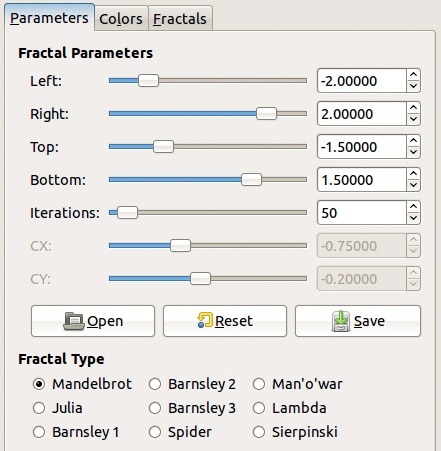 Parameters Colors Fractals
Fractal Parameters
Left: -2.00000
Right: 2.00000
Top: -1.50000
Bottom: 1.50000
Iterations: 50
CX: -0.75000
CY: -0.20000
Open Reset Save
Fractal Type
Mandelbrot Barnsley 2 Man'o'war
Julia Barnsley 3 Lambda
Barnsley 1 Spider Sierpinski